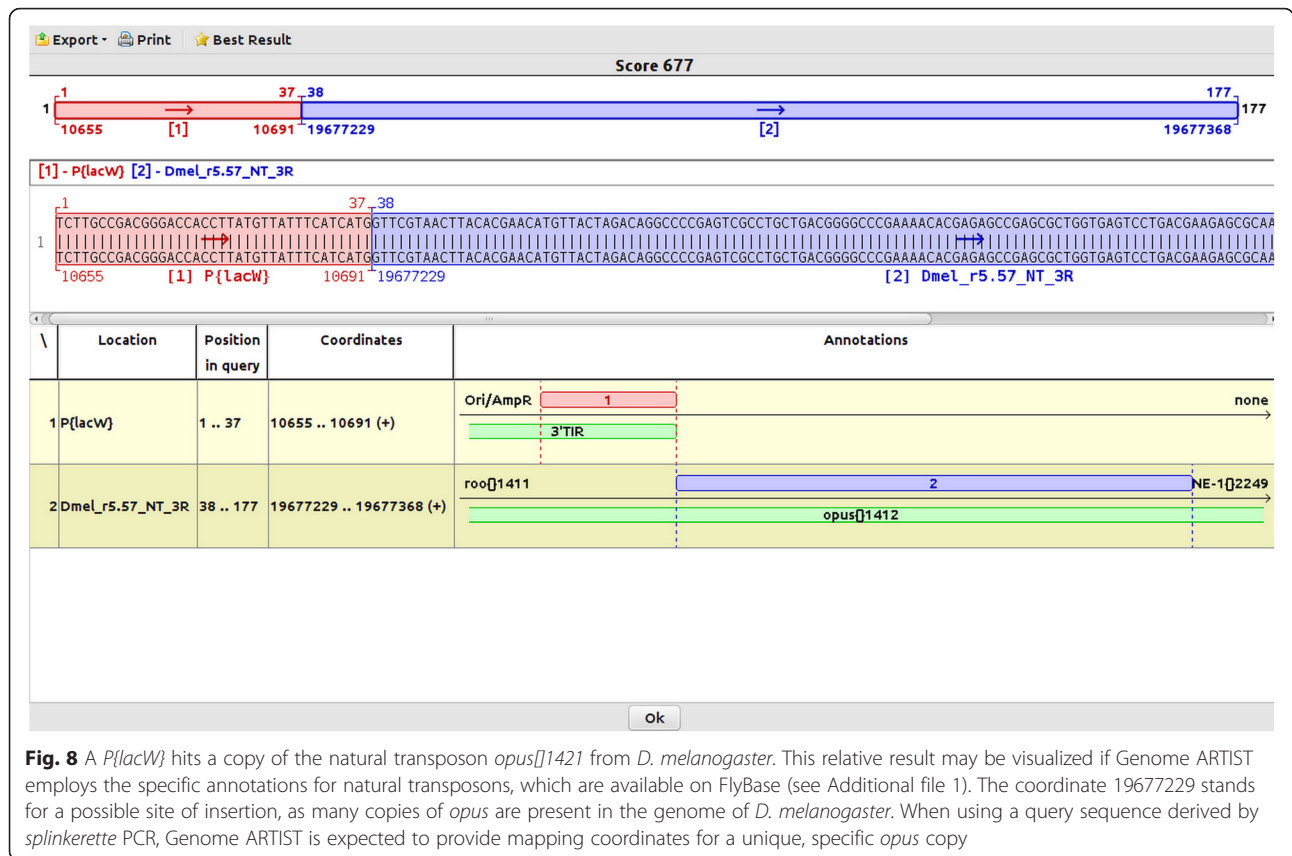 Export Print Best Result
Score 677
1 37 38 177
1 177
10655 [1] 10691 19677229 [2] 19677368
[1] - P{lacW} [2] - Dmel_r5.57_NT_3R
1 37 38
TCTTGCCGACGGGACCACCTTATGTTATTTCATCATGGTTCGTAACTTACACGAACATGTTACTAGACAGGCCCCGAGTCGCCTGCTGACGGGGCCCGAAAACACGAGAGCCGAGCGCTGGTGAGTCCTGACGAAGAGCGCAA
1
TCTTGCCGACGGGACCACCTTATGTTATTTCATCATGGTTCGTAACTTACACGAACATGTTACTAGACAGGCCCCGAGTCGCCTGCTGACGGGGCCCGAAAACACGAGAGCCGAGCGCTGGTGAGTCCTGACGAAGAGCGCAA
10655 [1] P{lacW} 10691 19677229 [2] Dmel_r5.57_NT_3R
\ Location Position in query Coordinates Annotations
Ori/AmpR 1 none
1 P{lacW} 1 .. 37 10655 .. 10691 (+)
3'TIR
roo{}1411 2 NE-1{}2249
2 Dmel_r5.57_NT_3R 38 .. 177 19677229 .. 19677368 (+)
opus{}1412
Ok
Fig. 8 A P{lacW} hits a copy of the natural transposon opus[]1421 from D. melanogaster. This relative result may be visualized if Genome ARTIST
employs the specific annotations for natural transposons, which are available on FlyBase (see Additional file 1). The coordinate 19677229 stands
for a possible site of insertion, as many copies of opus are present in the genome of D. melanogaster. When using a query sequence derived by
splinkerette PCR, Genome ARTIST is expected to provide mapping coordinates for a unique, specific opus copy